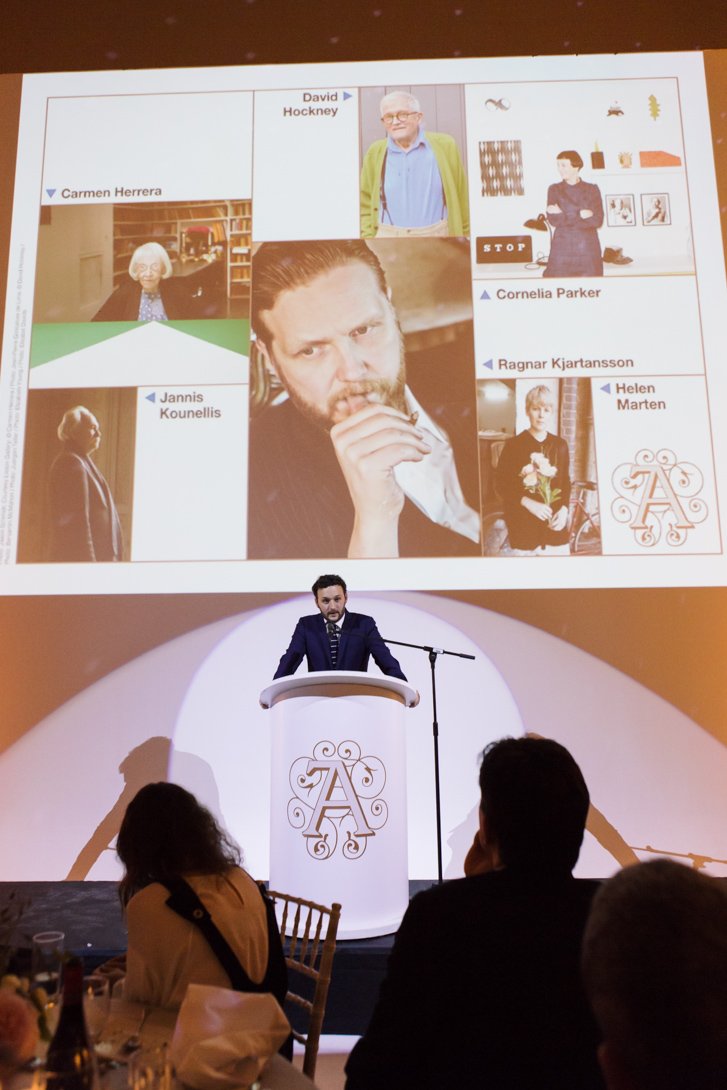 David ▶
Hockney
▼ Carmen Herrera
STOP
▲ Cornelia Parker
◀ Ragnar Kjartansson
◀ Jannis
Kounellis
◀ Helen
Marten
A
A